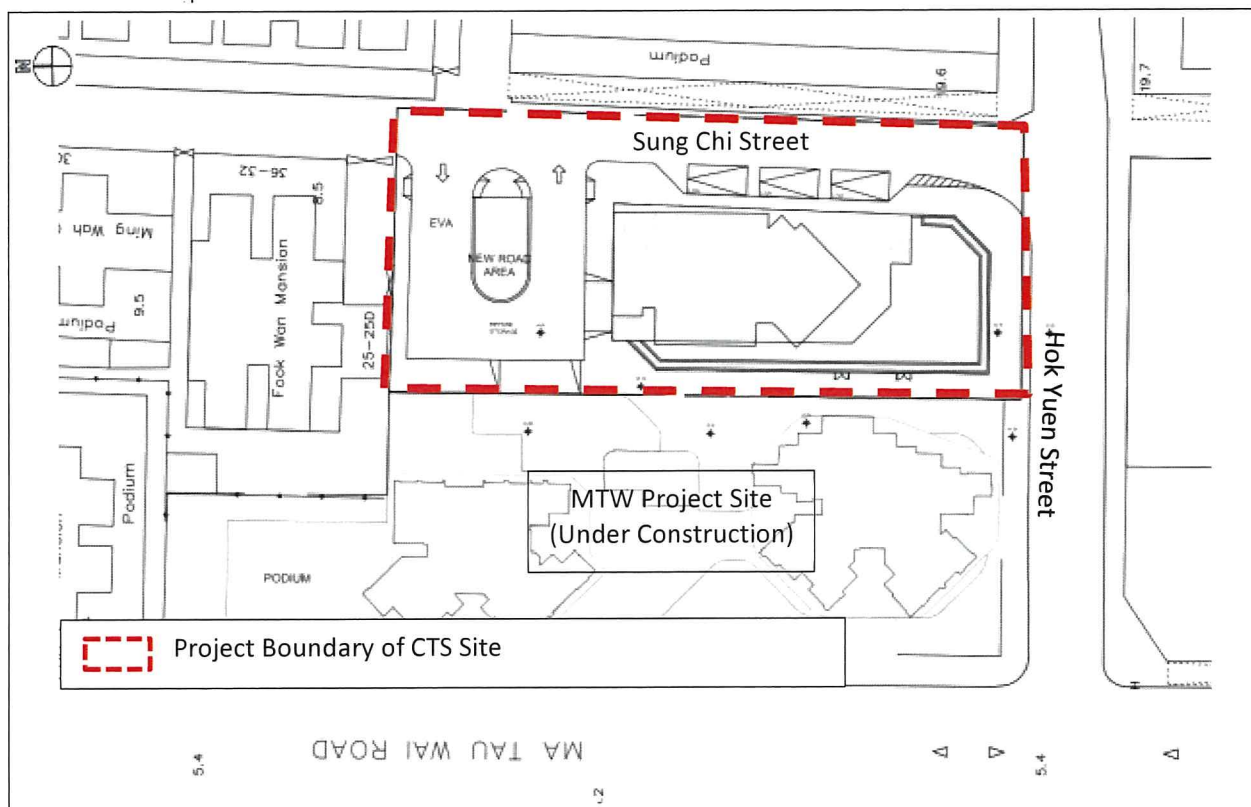 Podium
19.6
19.7
N
Sung Chi Street
36-32
8.5
30
EVA
NEW ROAD
AREA
Ming Wah
9.5
Podium
Fook Wan Mansion
25-25D
Hok Yuen Street
MTW Project Site
(Under Construction)
Podium
PODIUM
Project Boundary of CTS Site
MA TAU WAI ROAD
5.4
5.4